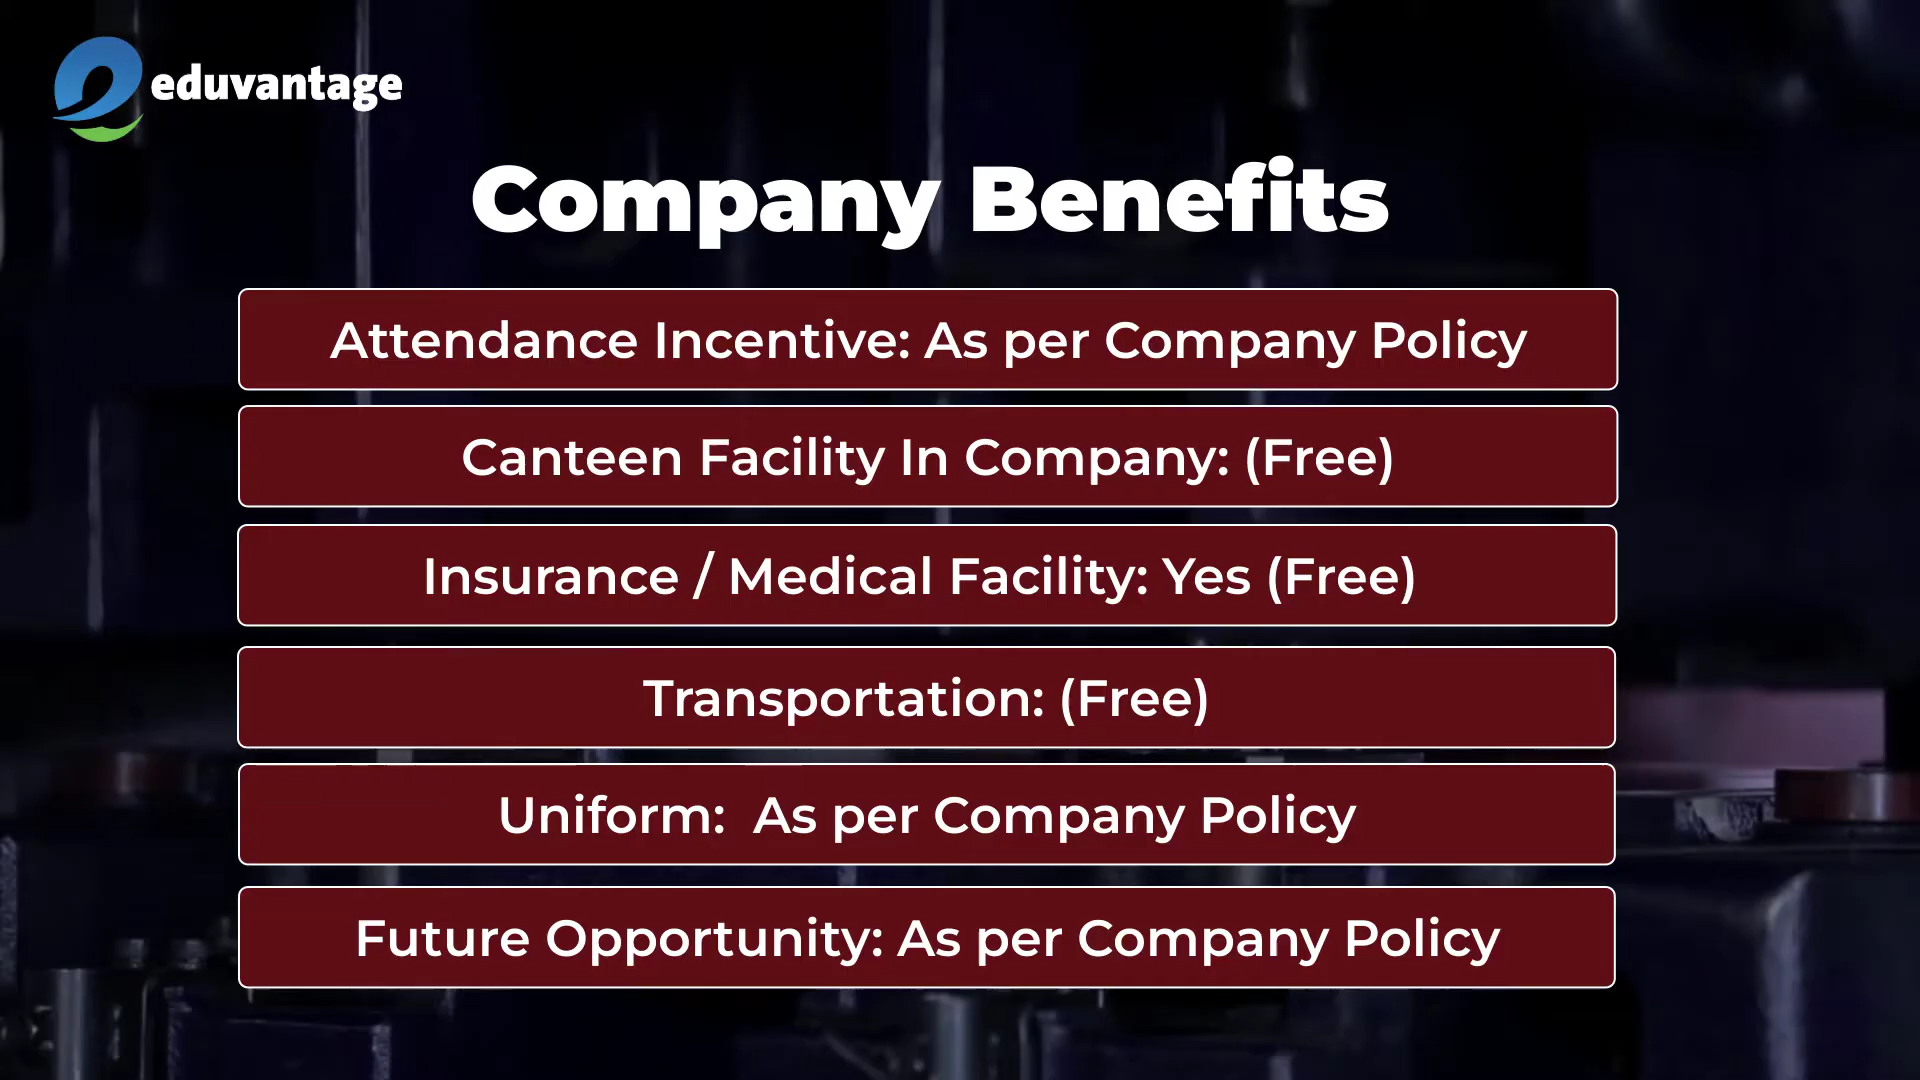 eduvantage
Company Benefits
Attendance Incentive: As per Company Policy
Canteen Facility In Company: (Free)
Insurance / Medical Facility: Yes (Free)
Transportation: (Free)
Uniform:  As per Company Policy
Future Opportunity: As per Company Policy